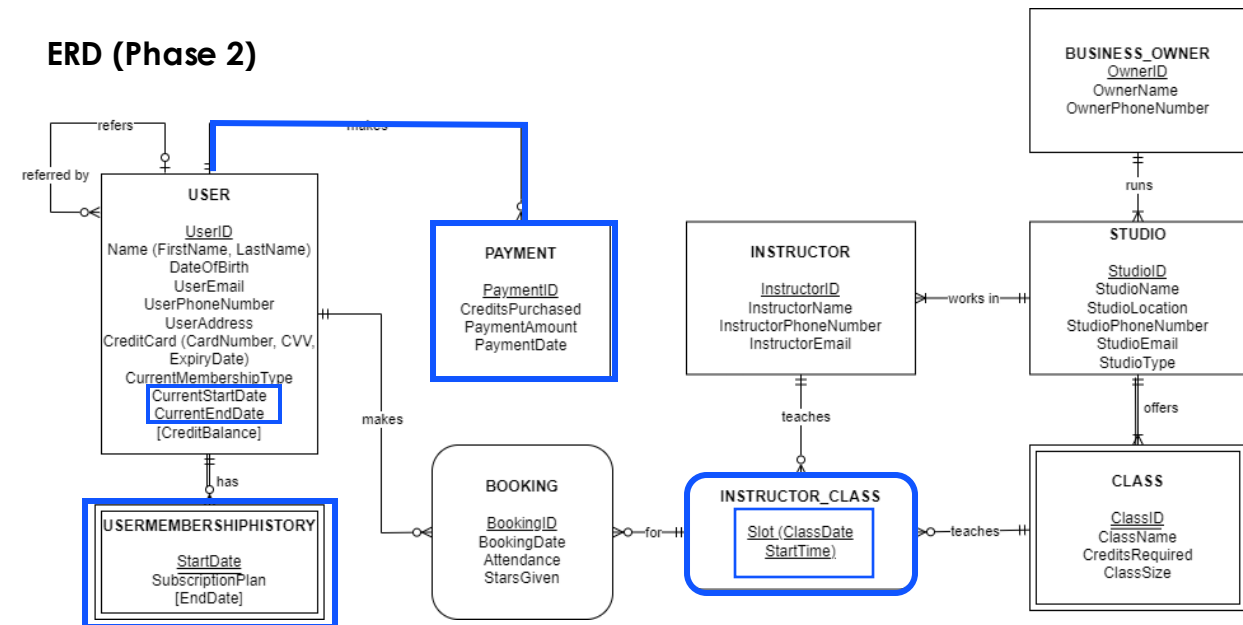 ERD (Phase 2)
refers
referred by
makes
USER
UserID
Name (FirstName, LastName)
DateOfBirth
UserEmail
UserPhoneNumber
UserAddress
CreditCard (CardNumber, CVV,
ExpiryDate)
CurrentMembershipType
CurrentStartDate
CurrentEndDate
[CreditBalance]
has
USERMEMBERSHIPHISTORY
StartDate
SubscriptionPlan
[EndDate]
PAYMENT
PaymentID
CreditsPurchased
PaymentAmount
PaymentDate
makes
BOOKING
BookingID
BookingDate
Attendance
StarsGiven
for
INSTRUCTOR
InstructorID
InstructorName
InstructorPhoneNumber
InstructorEmail
teaches
INSTRUCTOR_CLASS
Slot (ClassDate
StartTime)
works in
teaches
BUSINESS_OWNER
OwnerID
OwnerName
OwnerPhoneNumber
runs
STUDIO
StudioID
StudioName
StudioLocation
StudioPhoneNumber
StudioEmail
StudioType
offers
CLASS
ClassID
ClassName
CreditsRequired
ClassSize